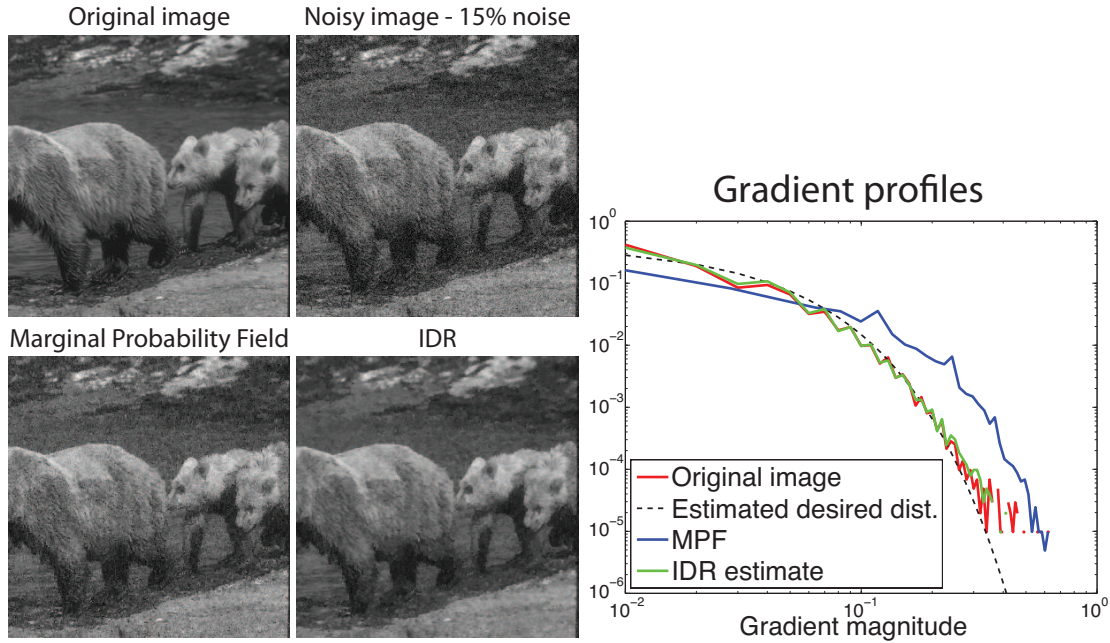 Original image
Noisy image - 15% noise
Marginal Probability Field
IDR
Gradient profiles
10^0
10^-1
10^-2
10^-3
10^-4
10^-5
10^-6
Original image
Estimated desired dist.
MPF
IDR estimate
10^-2
10^-1
10^0
Gradient magnitude